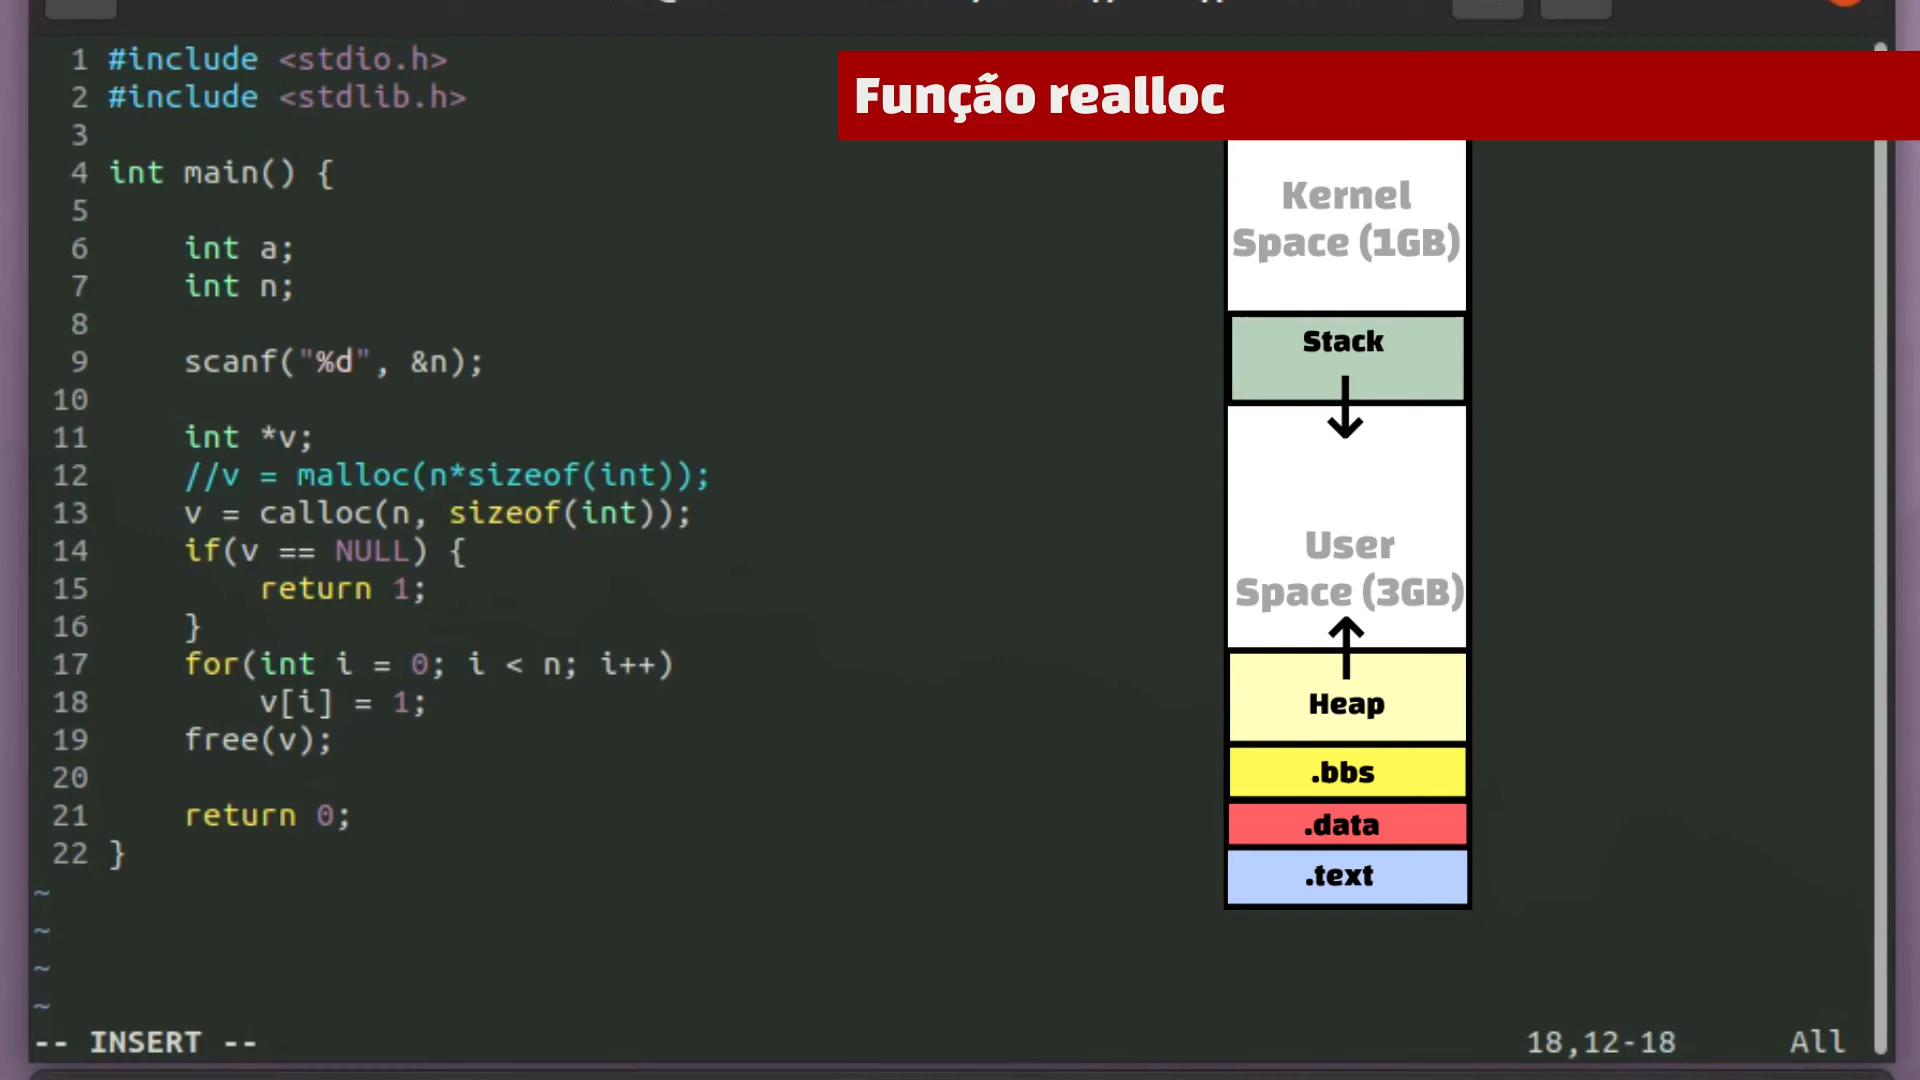 Função realloc
1 #include <stdio.h>
2 #include <stdlib.h>
3
4 int main() {
5
6     int a;
7     int n;
8
9     scanf("%d", &n);
10
11     int *v;
12     //v = malloc(n*sizeof(int));
13     v = calloc(n, sizeof(int));
14     if(v == NULL) {
15         return 1;
16     }
17     for(int i = 0; i < n; i++)
18         v[i] = 1;
19     free(v);
20
21     return 0;
22 }
~
~
~
~
-- INSERT --
18,12-18
All
Kernel
Space (1GB)
Stack
User
Space (3GB)
Heap
.bbs
.data
.text